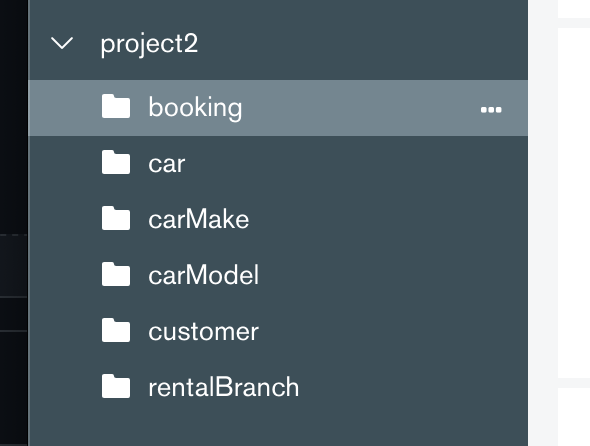 project2
booking
car
carMake
carModel
customer
rentalBranch